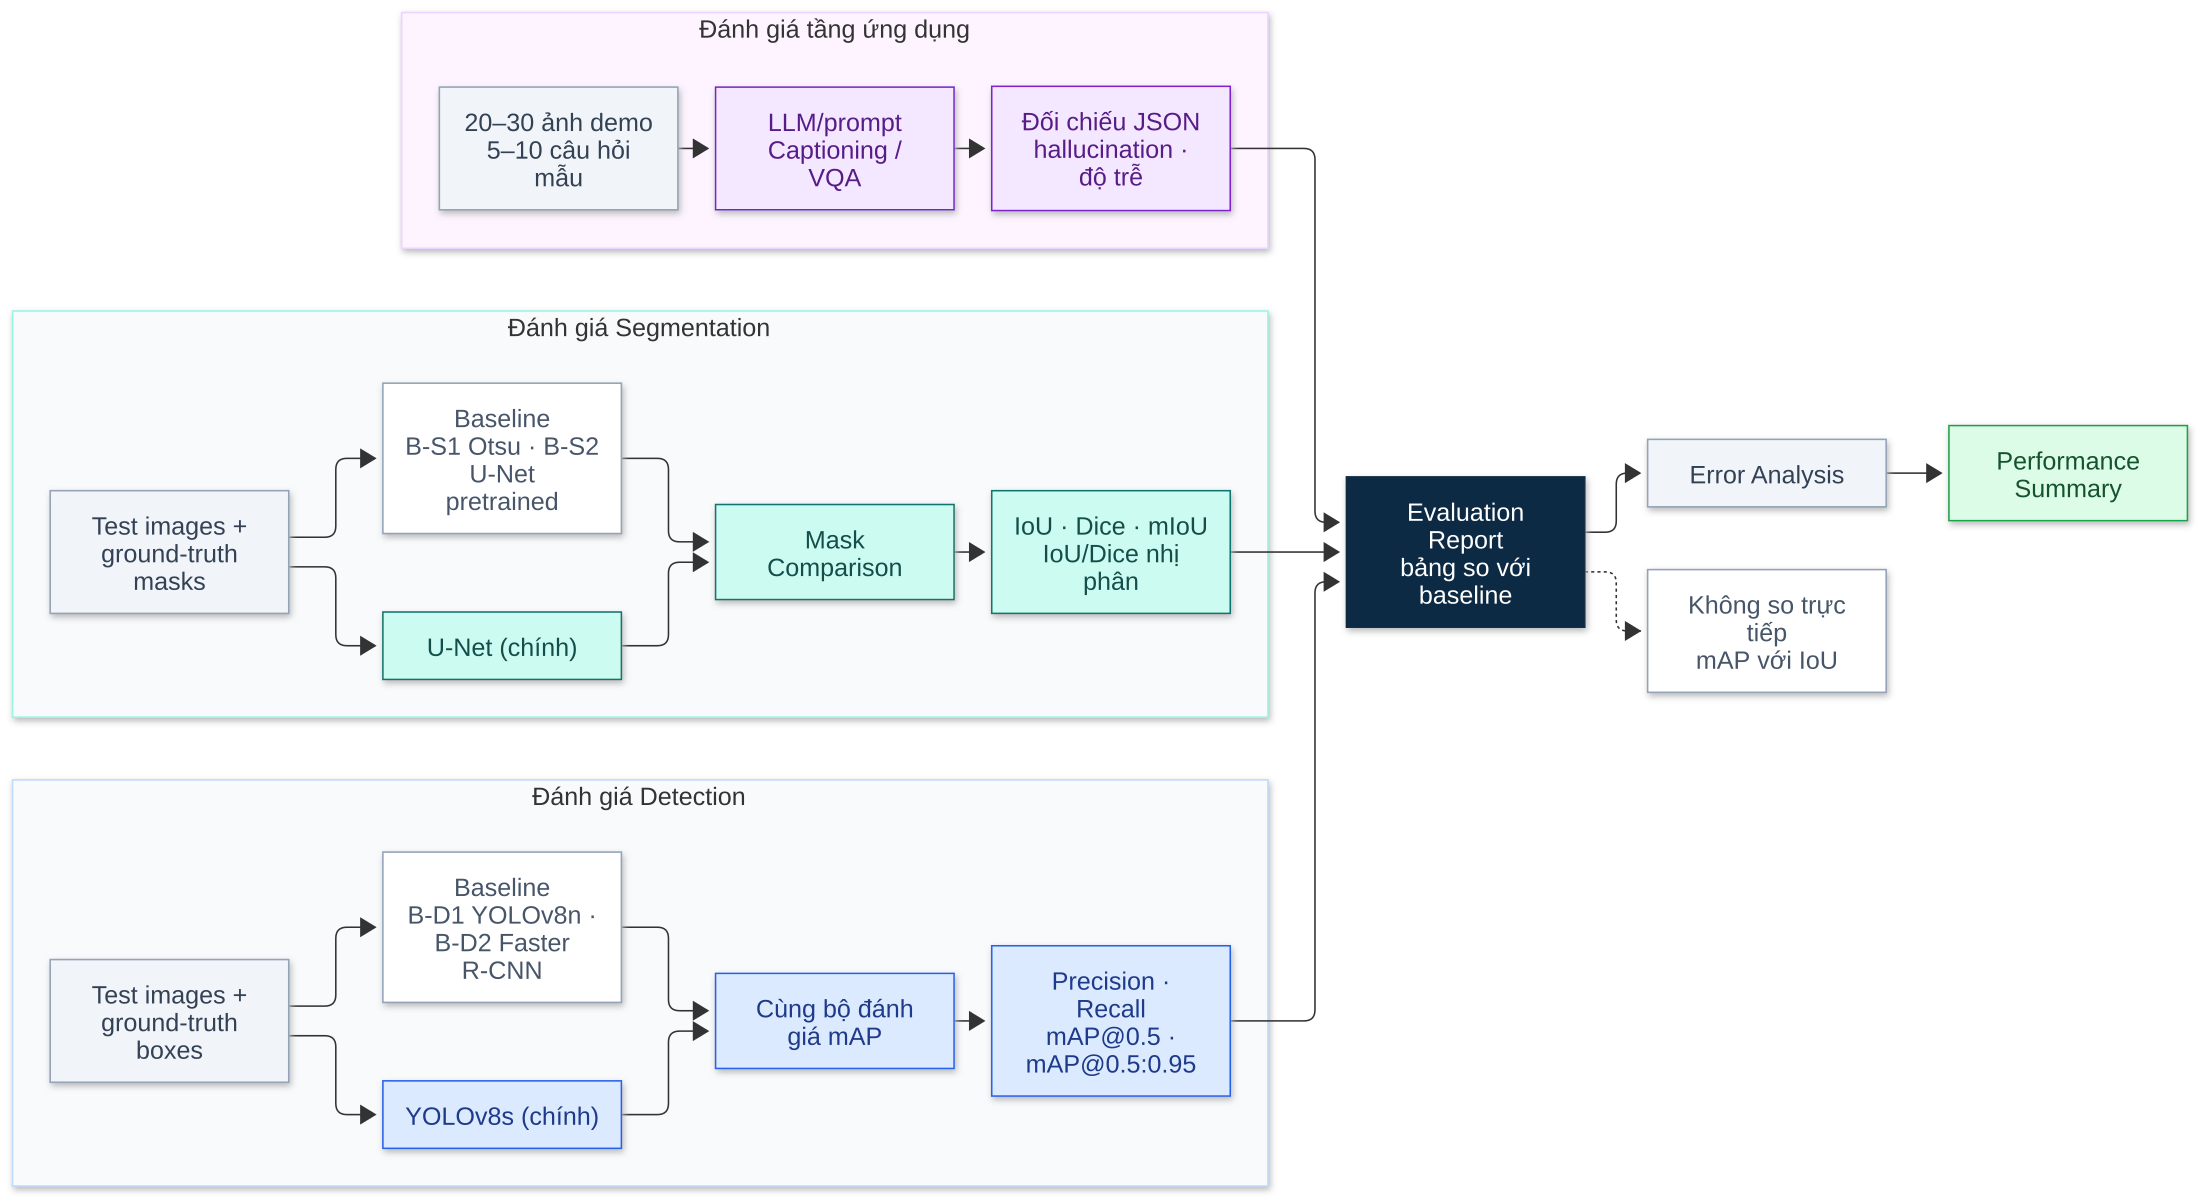 Đánh giá tầng ứng dụng
20–30 ảnh demo
5–10 câu hỏi
mẫu
LLM/prompt
Captioning /
VQA
Đối chiếu JSON
hallucination ·
độ trễ
Đánh giá Segmentation
Test images +
ground-truth
masks
Baseline
B-S1 Otsu · B-S2
U-Net
pretrained
U-Net (chính)
Mask
Comparison
IoU · Dice · mIoU
IoU/Dice nhị
phân
Đánh giá Detection
Test images +
ground-truth
boxes
Baseline
B-D1 YOLOv8n ·
B-D2 Faster
R-CNN
YOLOv8s (chính)
Cùng bộ đánh
giá mAP
Precision ·
Recall
mAP@0.5 ·
mAP@0.5:0.95
Evaluation
Report
bảng so với
baseline
Error Analysis
Không so trực
tiếp
mAP với IoU
Performance
Summary